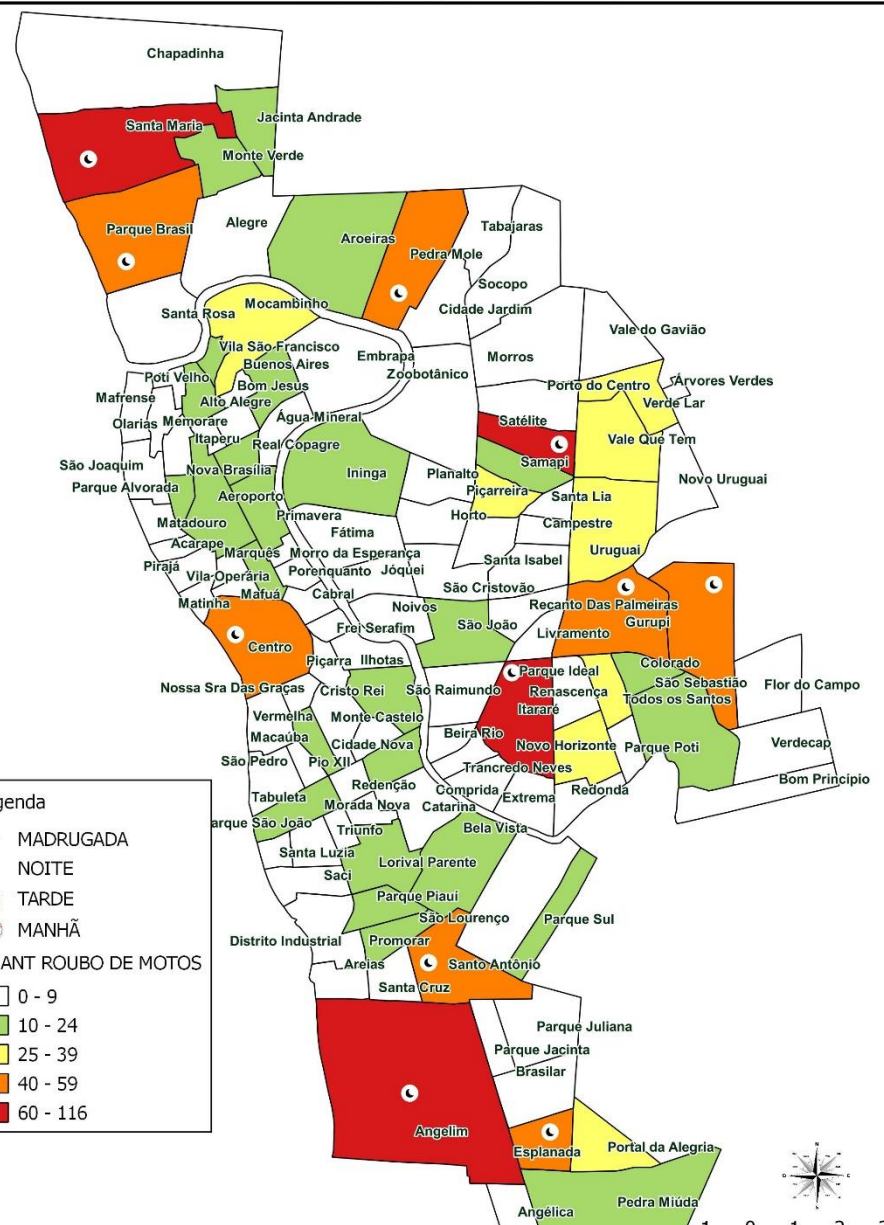 Chapadinha
Santa Maria
Jacinta Andrade
Monte Verde
Parque Brasil
Alegre
Aroeiras
Pedra Mole
Tabajaras
Socopo
Cidade Jardim
Santa Rosa
Mocambinho
Vale do Gavião
Vila São Francisco
Buenos Aires
Embrapa
Zoobotânico
Morros
Poti Velho
Bom Jesus
Porto do Centro
Árvores Verdes
Mafrense
Alto Alegre
Verde Lar
Olarias
Memorare
Água Mineral
Satélite
Itaperu
Real Copagre
Vale Quê Tem
São Joaquim
Nova Brasília
Ininga
Planalto
Samapi
Novo Uruguai
Parque Alvorada
Aeroporto
Piçarreira
Santa Lia
Matadouro
Primavera
Horto
Campestre
Acarape
Fátima
Uruguai
Pirajá
Marquês
Morro da Esperança
Santa Isabel
Vila Operária
Porenquanto
Jóquei
Matinha
Mafuá
Cabral
São Cristovão
Noivos
Recanto Das Palmeiras
Frei Serafim
São João
Gurupi
Centro
Livramento
Piçarra
Ilhotas
Parque Ideal
Colorado
Nossa Sra Das Graças
Cristo Rei
São Raimundo
Renascença
São Sebastião
Flor do Campo
Itararé
Todos os Santos
Vermelha
Monte Castelo
Macaúba
Beira Rio
Cidade Nova
Novo Horizonte
Parque Poti
Verdecap
São Pedro
Pio XII
Trancredo Neves
Redenção
Comprida
Redonda
Bom Princípio
Tabuleta
Morada Nova
Catarina
Extrema
arque São João
Triunfo
Bela Vista
Santa Luzia
Saci
Lorival Parente
Parque Piauí
São Lourenço
Parque Sul
Distrito Industrial
Promorar
Areias
Santo Antônio
Santa Cruz
Parque Juliana
Parque Jacinta
Brasilar
Angelim
Esplanada
Portal da Alegria
Pedra Miúda
Angélica
genda
MADRUGADA
NOITE
TARDE
MANHÃ
ANT ROUBO DE MOTOS
0 - 9
10 - 24
25 - 39
40 - 59
60 - 116